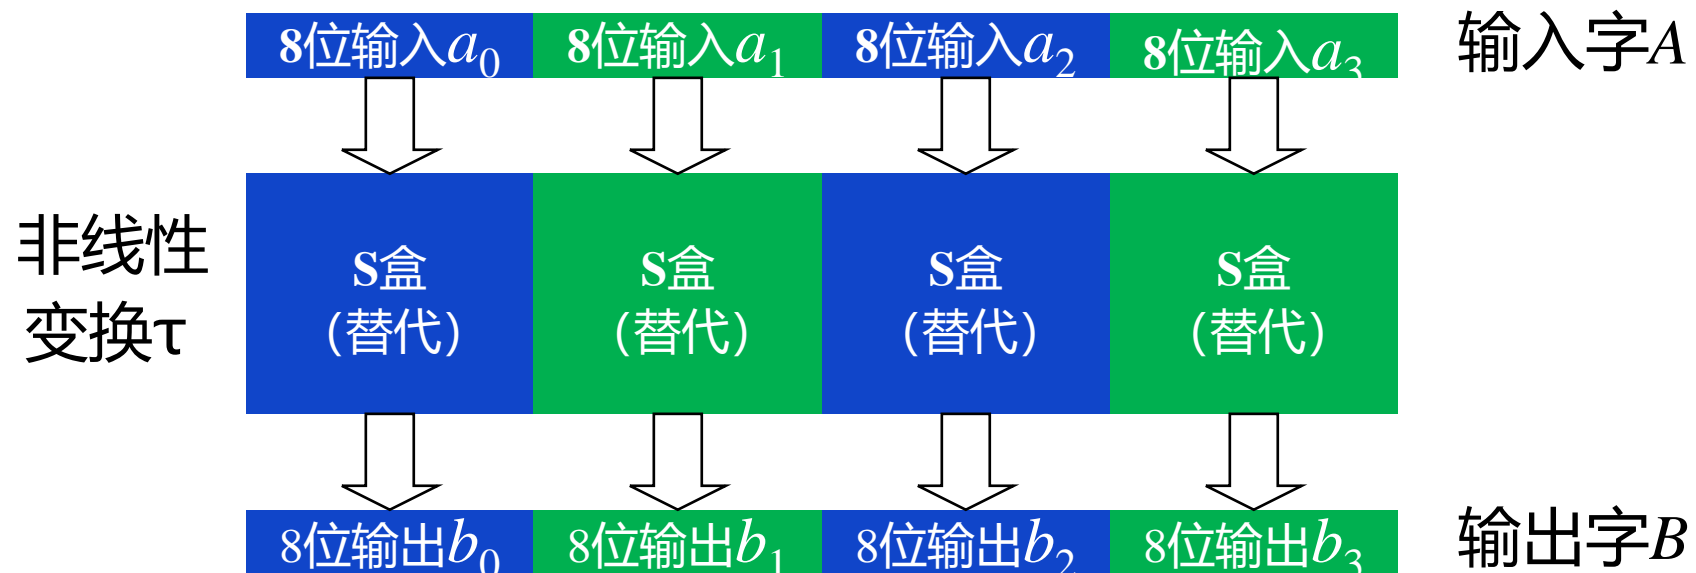 8位输入a₀ 8位输入a₁ 8位输入a₂ 8位输入a₃ 输入字A
非线性
变换τ
S盒 S盒 S盒 S盒
(替代) (替代) (替代) (替代)
8位输出b₀ 8位输出b₁ 8位输出b₂ 8位输出b₃ 输出字B